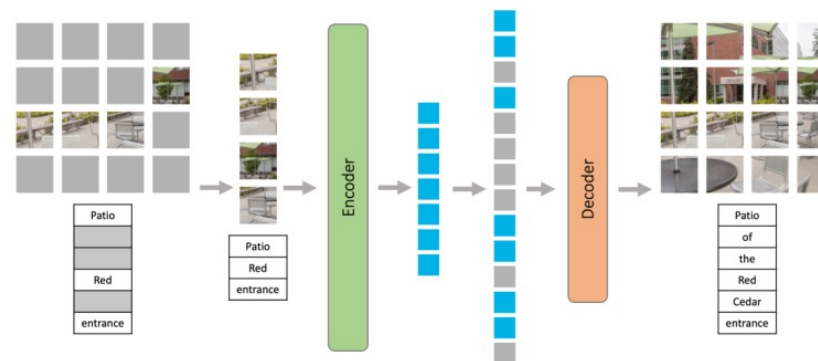 Patio
Red
entrance
Patio
Red
entrance
Encoder
Decoder
Patio
of
the
Red
Cedar
entrance